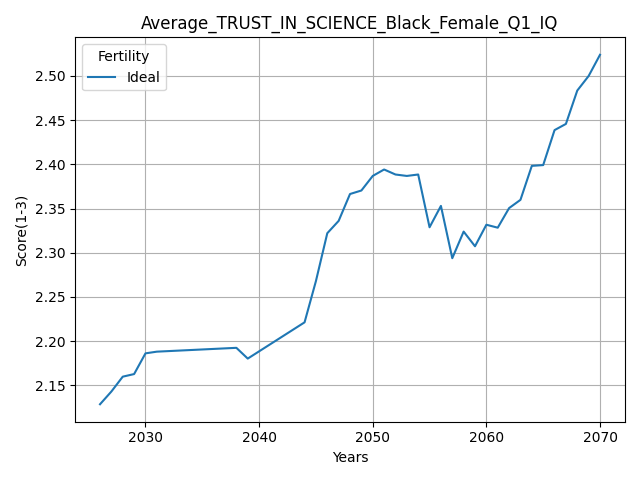 Average_TRUST_IN_SCIENCE_Black_Female_Q1_IQ
Fertility
Ideal
2.50
2.45
2.40
2.35
2.30
2.25
2.20
2.15
Score(1-3)
2030 2040 2050 2060 2070
Years